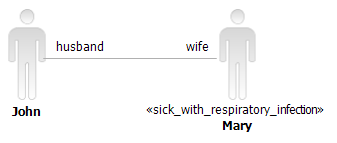 husband wife
John
«sick_with_respiratory_infection»
Mary